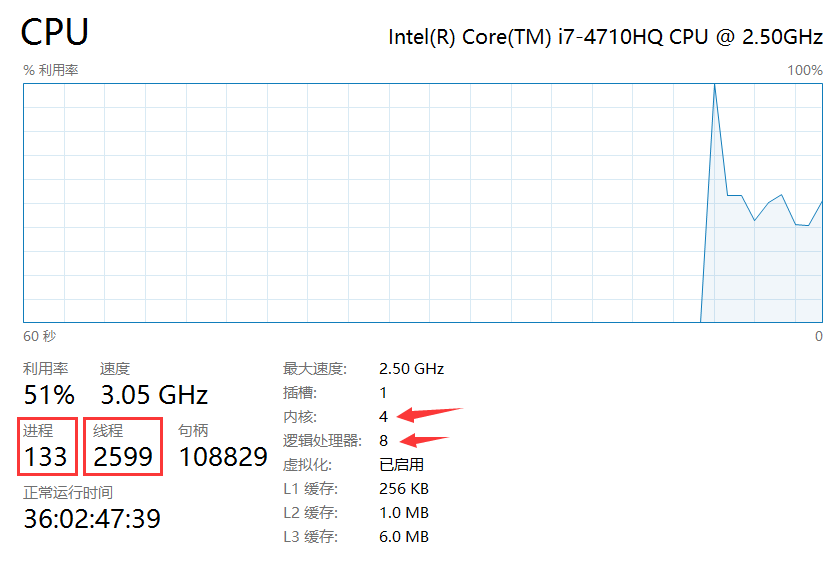 CPU
Intel(R) Core(TM) i7-4710HQ CPU @ 2.50GHz
% 利用率
100%
60 秒
0
利用率
速度
51%
3.05 GHz
进程
线程
句柄
133
2599
108829
正常运行时间
36:02:47:39
最大速度:
2.50 GHz
插槽:
1
内核:
4
逻辑处理器:
8
虚拟化:
已启用
L1 缓存:
256 KB
L2 缓存:
1.0 MB
L3 缓存:
6.0 MB